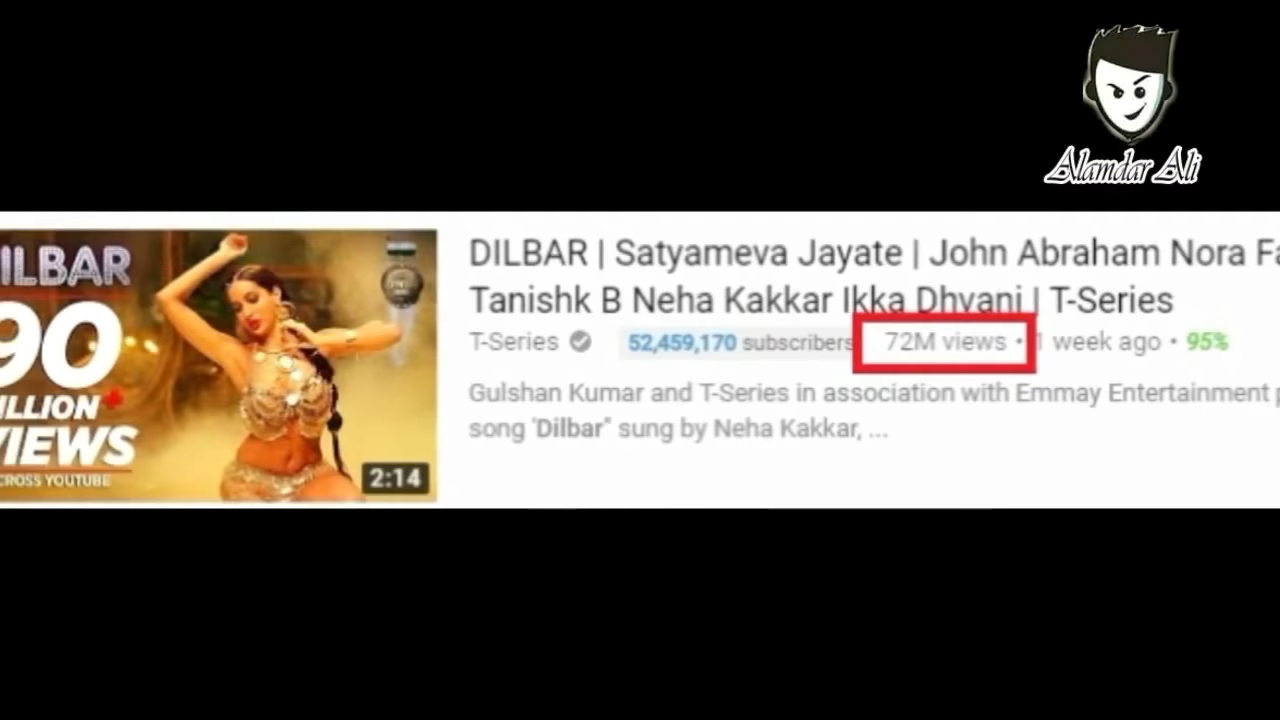 Alamdar Ali
ILBAR
90
ILLION+
VIEWS
CROSS YOUTUBE
2:14
DILBAR | Satyameva Jayate | John Abraham Nora Fa
Tanishk B Neha Kakkar Ikka Dhvani | T-Series
T-Series 52,459,170 subscribers 72M views • 1 week ago • 95%
Gulshan Kumar and T-Series in association with Emmay Entertainment p
song 'Dilbar" sung by Neha Kakkar, ...